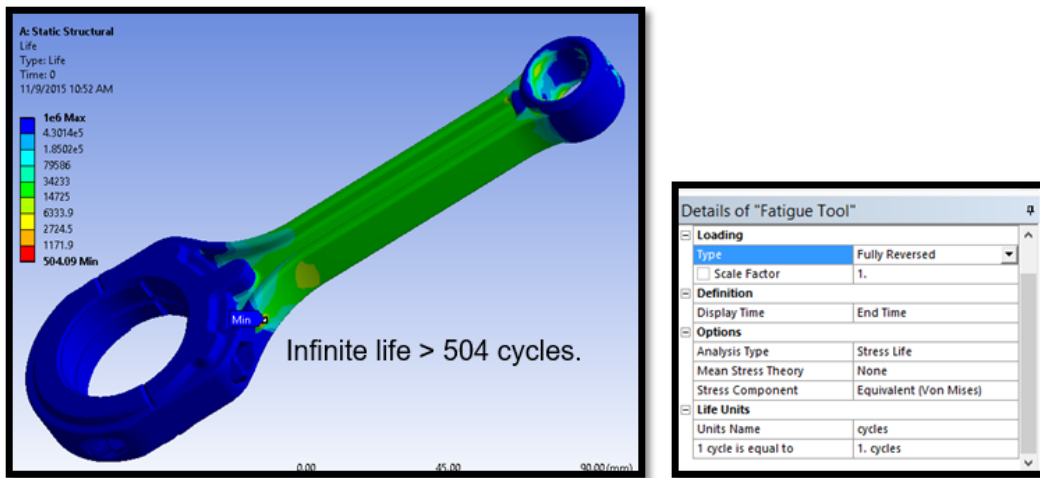 A: Static Structural
Life
Type: Life
Time: 0
11/9/2015 10:52 AM
1e6 Max
4.3014e5
1.8502e5
79586
34233
14725
6333.9
2724.5
1171.9
504.09 Min
Min
Infinite life > 504 cycles.
0.00 45.00 90.00 (mm)
Details of "Fatigue Tool"
Loading
Type Fully Reversed
Scale Factor 1.
Definition
Display Time End Time
Options
Analysis Type Stress Life
Mean Stress Theory None
Stress Component Equivalent (Von Mises)
Life Units
Units Name cycles
1 cycle is equal to 1. cycles